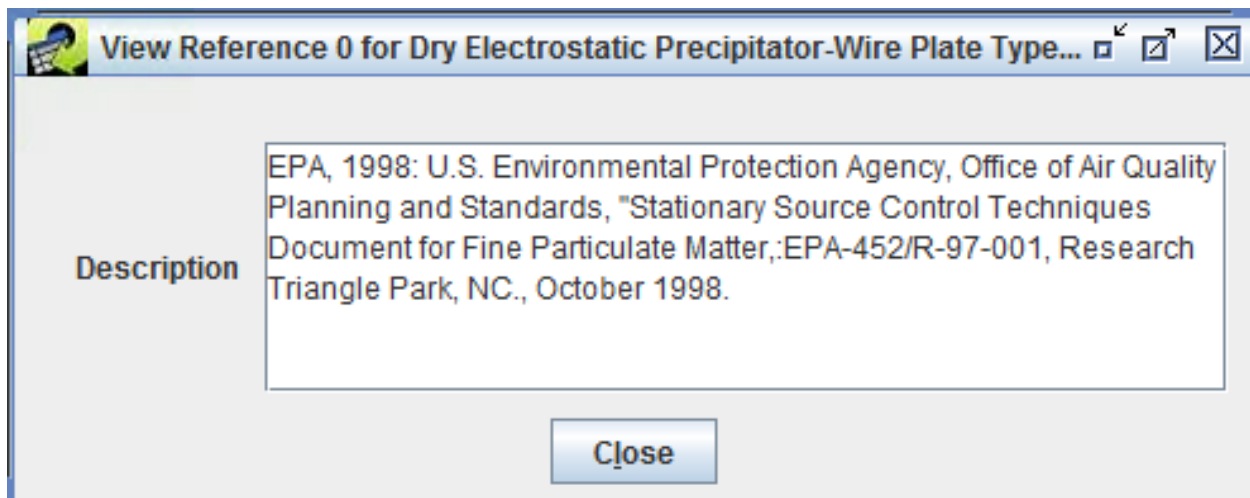 View Reference 0 for Dry Electrostatic Precipitator-Wire Plate Type...
EPA, 1998: U.S. Environmental Protection Agency, Office of Air Quality
Planning and Standards, "Stationary Source Control Techniques
Document for Fine Particulate Matter,:EPA-452/R-97-001, Research
Description
Triangle Park, NC., October 1998.
Close